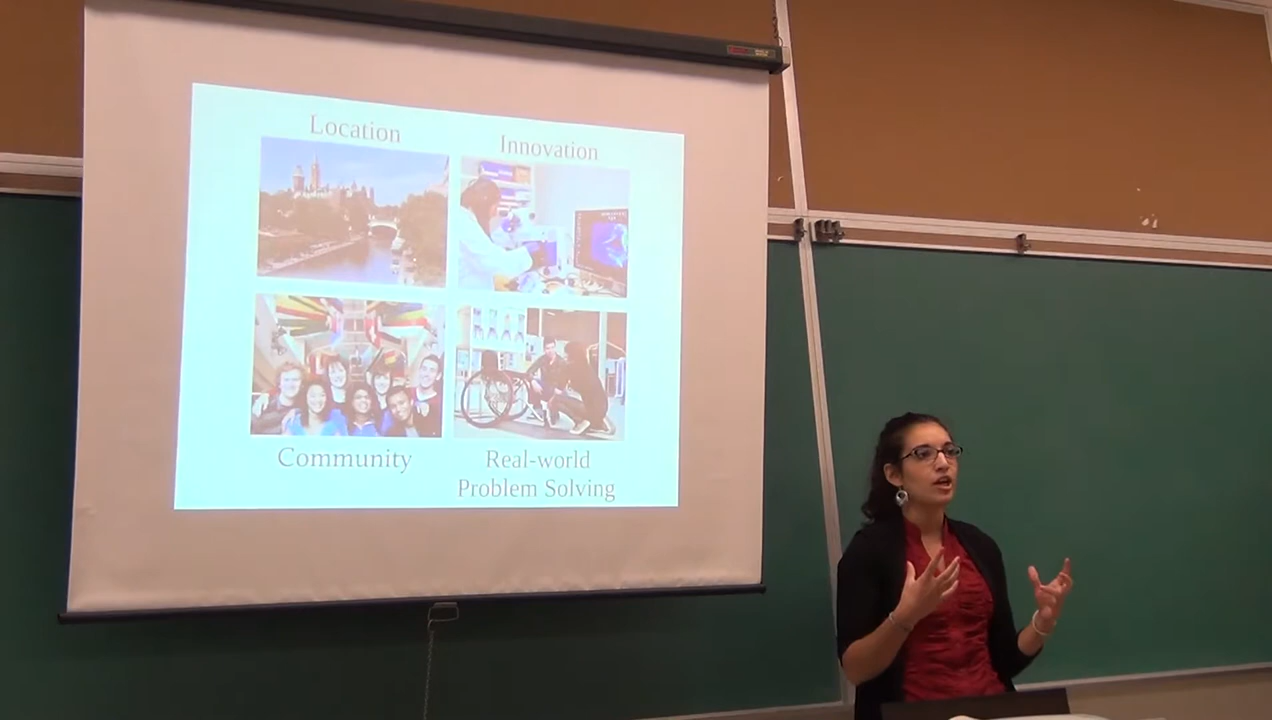 Location
Innovation
Community
Real-world
Problem Solving